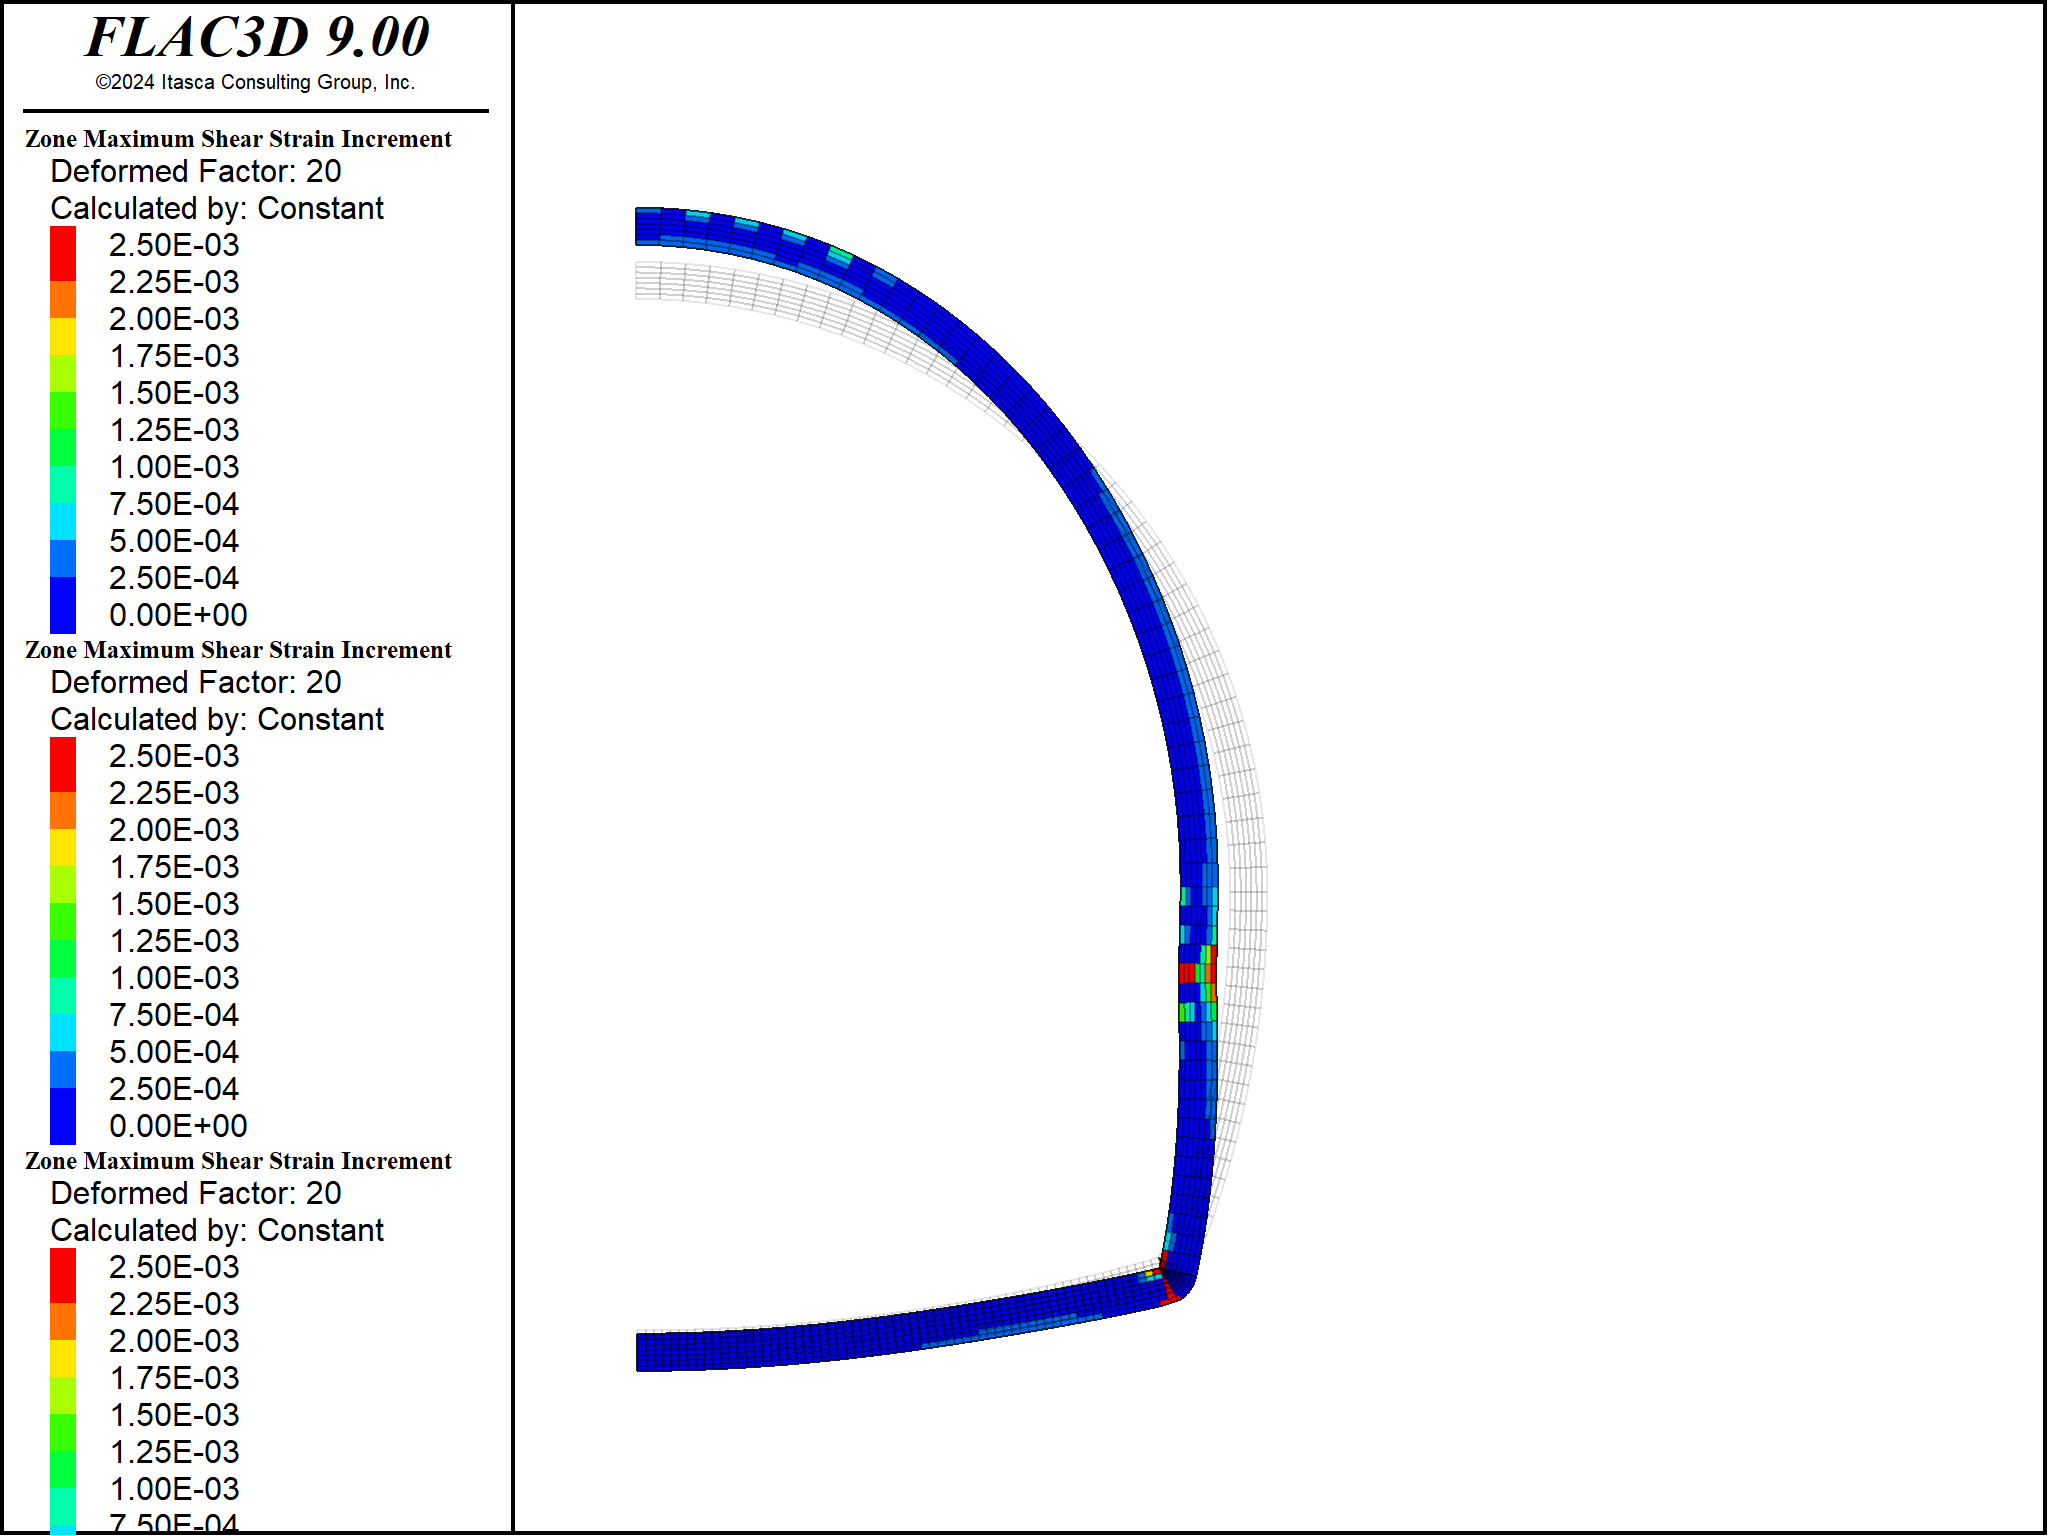 FLAC3D 9.00
©2024 Itasca Consulting Group, Inc.
Zone Maximum Shear Strain Increment
Deformed Factor: 20
Calculated by: Constant
2.50E-03
2.25E-03
2.00E-03
1.75E-03
1.50E-03
1.25E-03
1.00E-03
7.50E-04
5.00E-04
2.50E-04
0.00E+00
Zone Maximum Shear Strain Increment
Deformed Factor: 20
Calculated by: Constant
2.50E-03
2.25E-03
2.00E-03
1.75E-03
1.50E-03
1.25E-03
1.00E-03
7.50E-04
5.00E-04
2.50E-04
0.00E+00
Zone Maximum Shear Strain Increment
Deformed Factor: 20
Calculated by: Constant
2.50E-03
2.25E-03
2.00E-03
1.75E-03
1.50E-03
1.25E-03
1.00E-03
7.50E-04